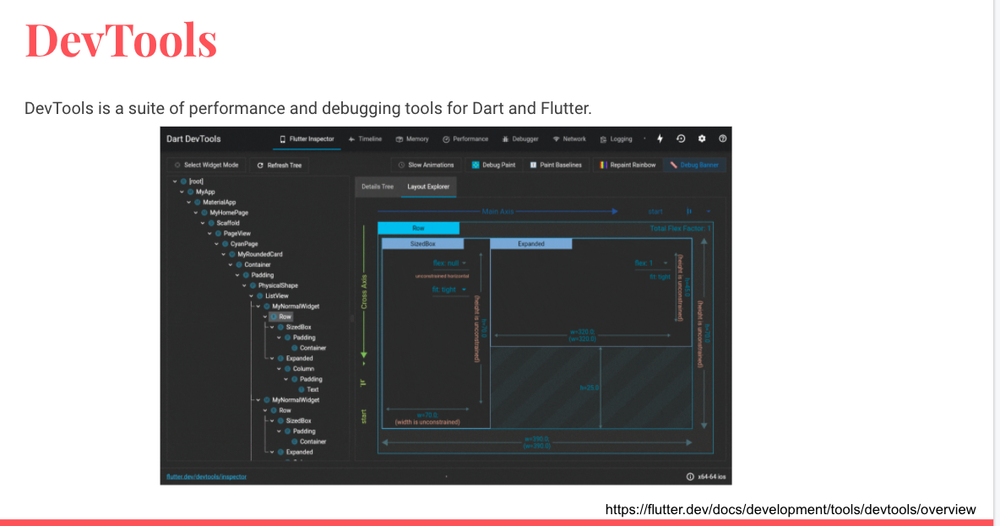 DevTools
DevTools is a suite of performance and debugging tools for Dart and Flutter.
Dart DevTools Flutter Inspector Timeline Memory Performance Debugger Network Logging
Select Widget Mode Refresh Tree Slow Animations Debug Paint Paint Baselines Repaint Rainbow Debug Banner
[root]
MyApp
MaterialApp
MyHomePage
Scaffold
PageView
CyanPage
MyRoundedCard
Container
Padding
PhysicalShape
ListView
MyNormalWidget
Row
SizedBox
Padding
Container
Expanded
Column
Padding
Text
MyNormalWidget
Row
SizedBox
Padding
Container
Expanded
Details Tree Layout Explorer
Main Axis start
Row Total Flex Factor: 1
SizedBox Expanded
flex: null flex: 1
unconstrained horizontal
fit: tight fit: tight
Cross Axis
start
(height is unconstrained)
h=70.0
w=70.0
(width is unconstrained)
w=320.0
(w=320.0)
(height is unconstrained)
(height is unconstrained)
w=390.0
(w=390.0)
flutter.dev/devtools/inspector x64-64 ios
https://flutter.dev/docs/development/tools/devtools/overview